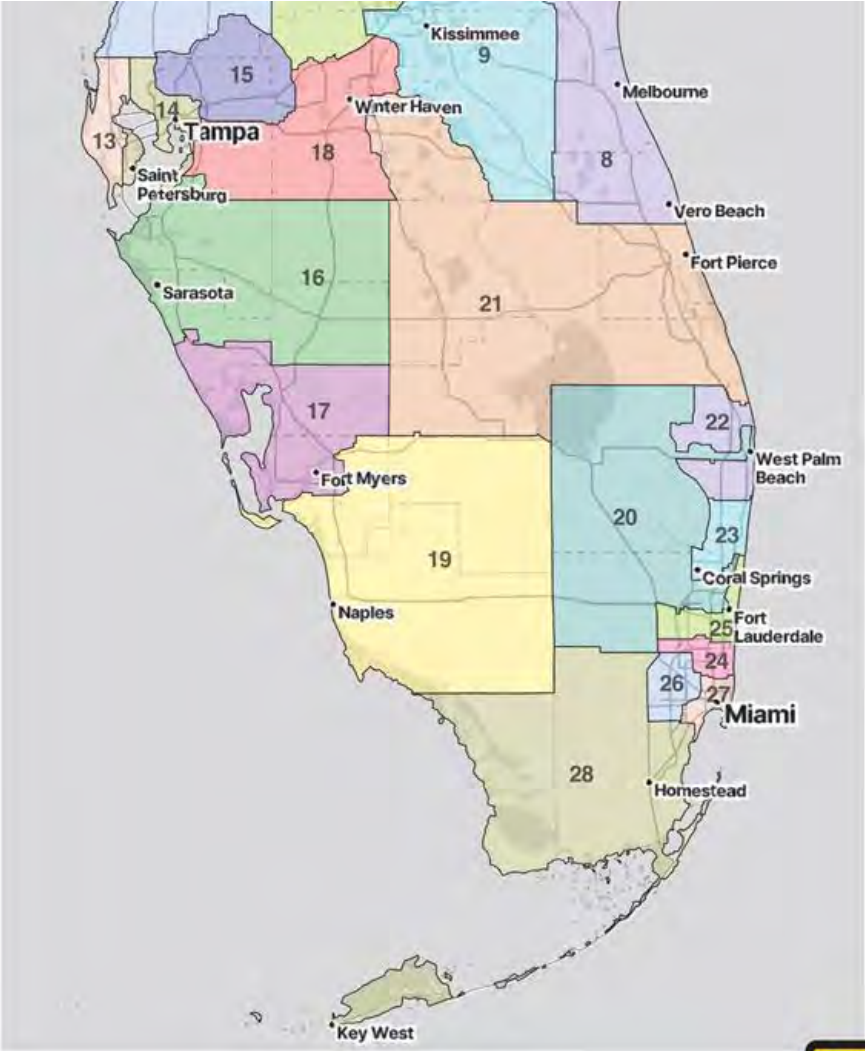 Kissimmee
9
15
Melbourne
Winter Haven
14
Tampa
13
18
8
Saint
Petersburg
Vero Beach
Fort Pierce
16
Sarasota
21
17
22
West Palm
Beach
Fort Myers
20
23
19
Coral Springs
Naples
Fort
Lauderdale
25
24
26
27
Miami
28
Homestead
Key West